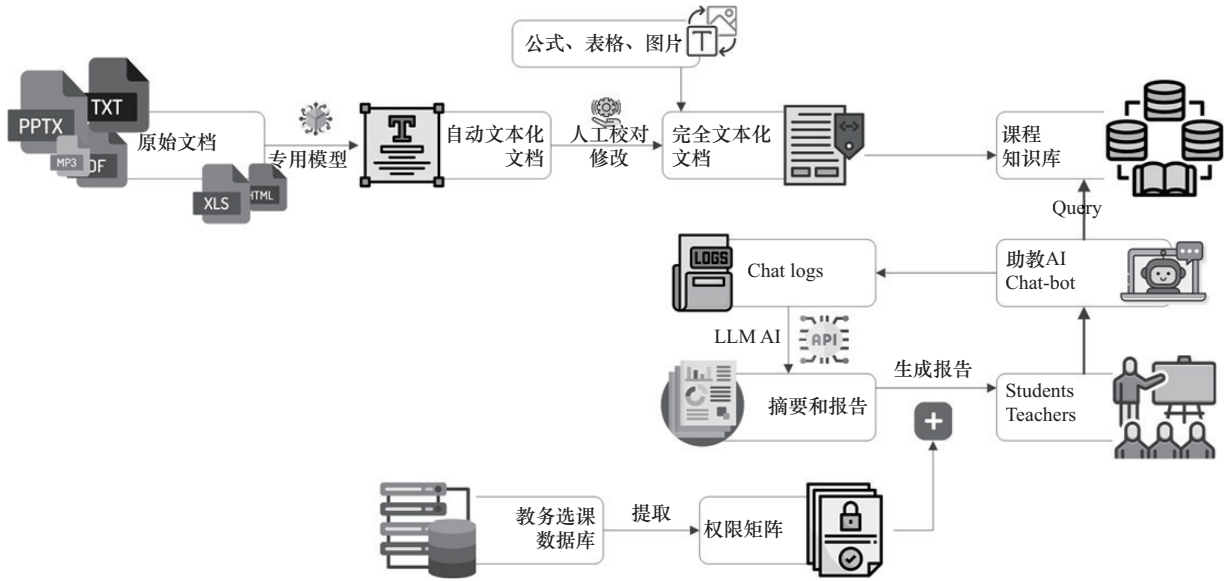 公式、表格、图片
T
PPTX
TXT
MP3
DF
原始文档
XLS
HTML
专用模型
T
自动文本化
文档
人工校对
修改
完全文本化
文档
课程
知识库
Query
LOGS
Chat logs
助教AI
Chat-bot
LLM AI
API
摘要和报告
生成报告
Students
Teachers
教务选课
数据库
提取
权限矩阵